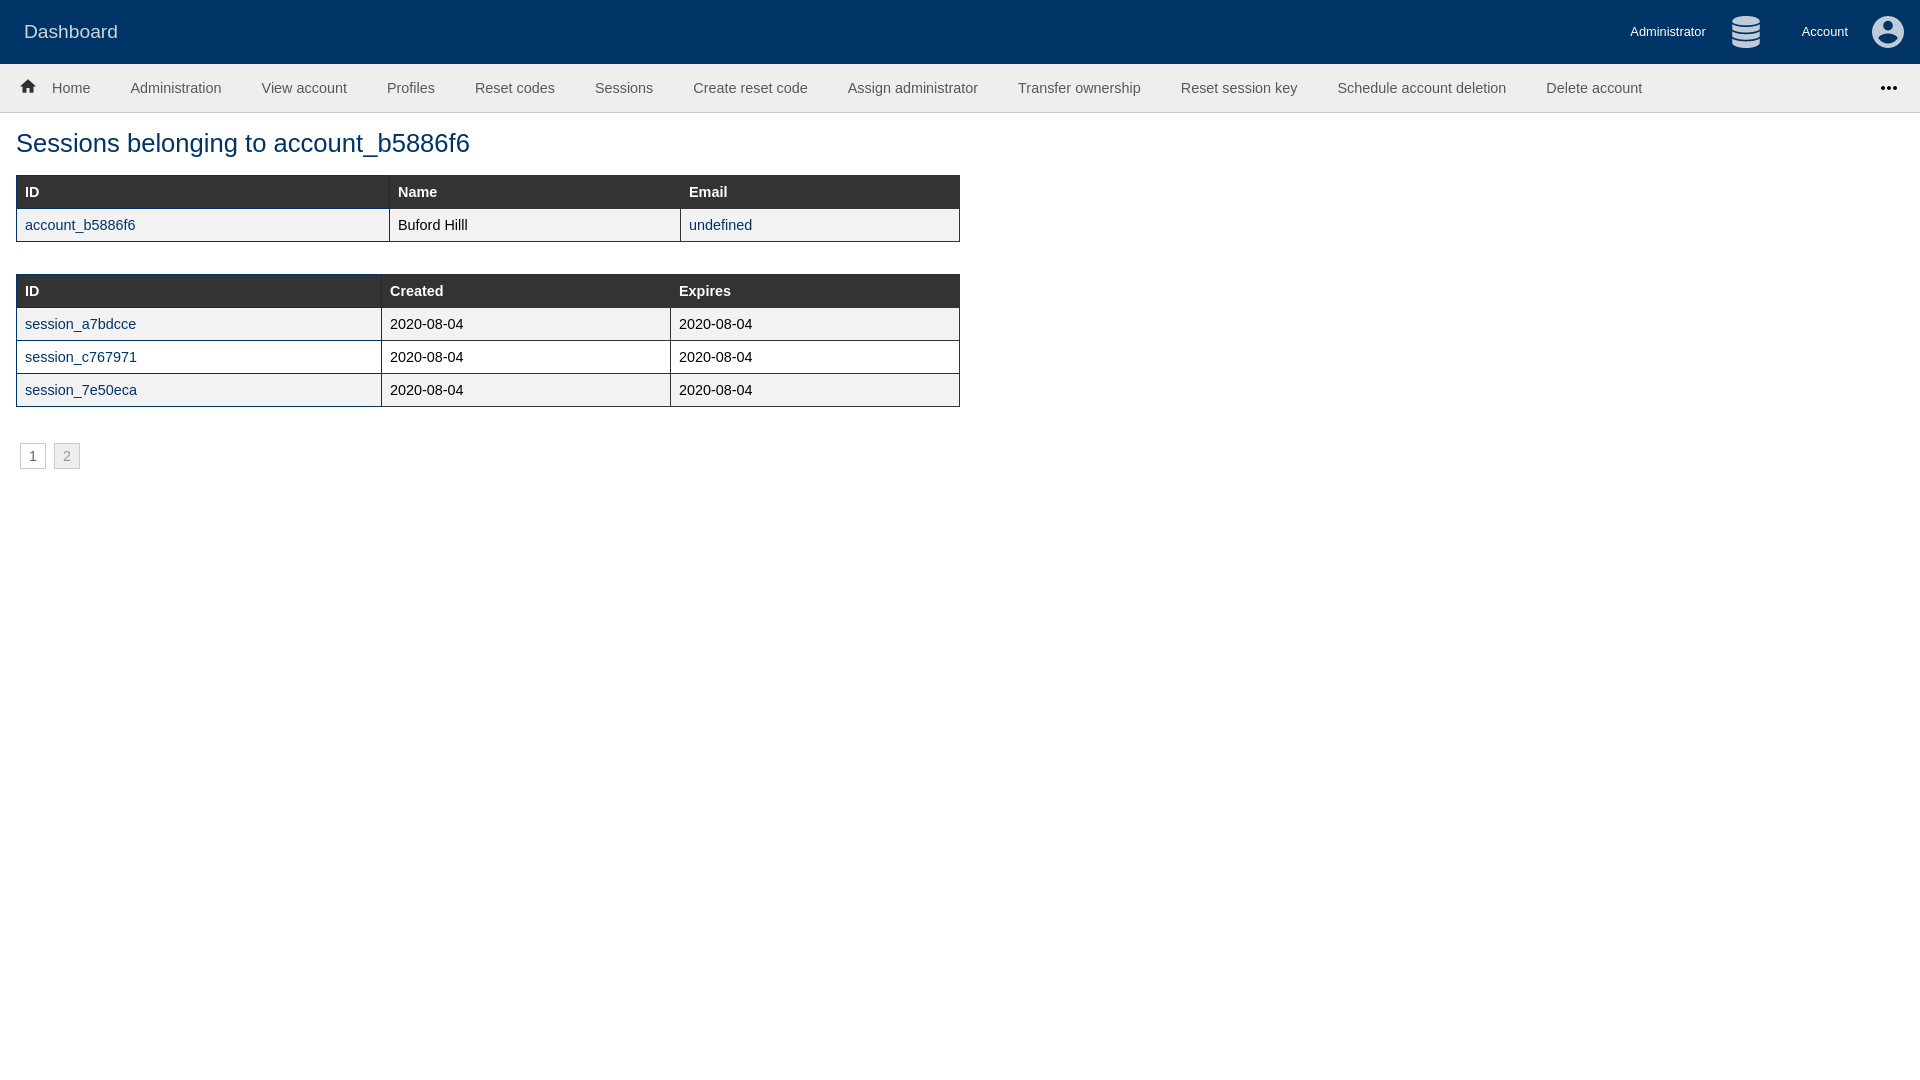 Dashboard Administrator Account
Home Administration View account Profiles Reset codes Sessions Create reset code Assign administrator Transfer ownership Reset session key Schedule account deletion Delete account
Sessions belonging to account_b5886f6
ID Name Email
account_b5886f6 Buford Hilll undefined
ID Created Expires
session_a7bdcce 2020-08-04 2020-08-04
session_c767971 2020-08-04 2020-08-04
session_7e50eca 2020-08-04 2020-08-04
1 2